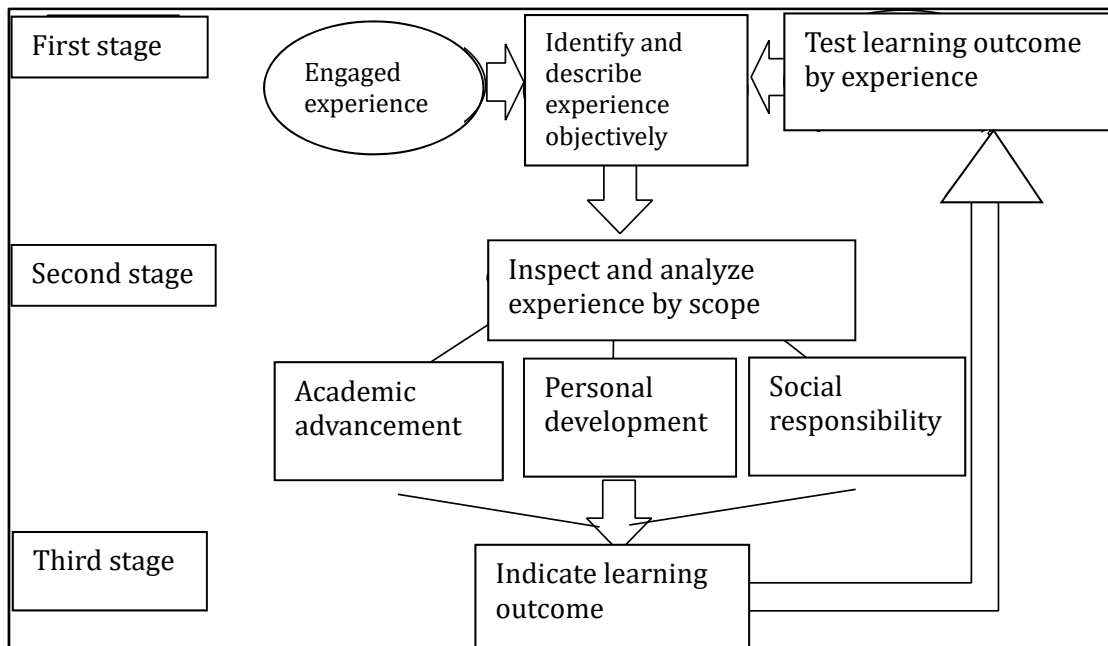 First stage
Engaged
experience
Identify and
describe
experience
objectively
Test learning outcome
by experience
Second stage
Inspect and analyze
experience by scope
Academic
advancement
Personal
development
Social
responsibility
Third stage
Indicate learning
outcome